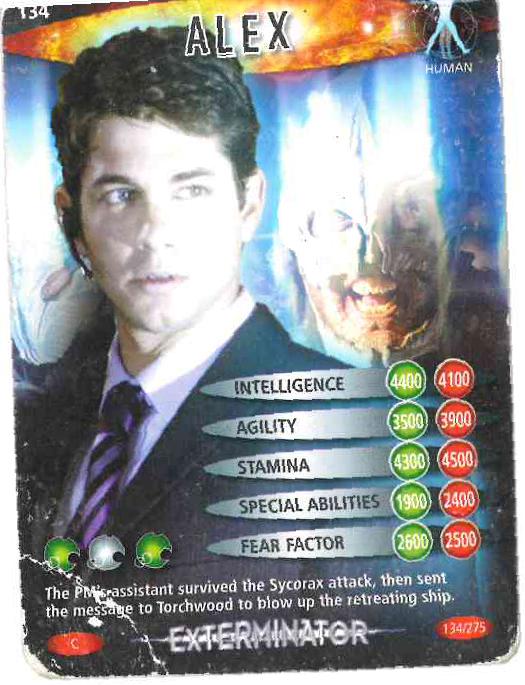 134
ALEX
HUMAN
INTELLIGENCE 4400 4100
AGILITY 3500 3900
STAMINA 4300 4500
SPECIAL ABILITIES 1900 2400
FEAR FACTOR 2600 2500
The PM's assistant survived the Sycorax attack, then sent
the message to Torchwood to blow up the retreating ship.
C EXTERMINATOR 134/275